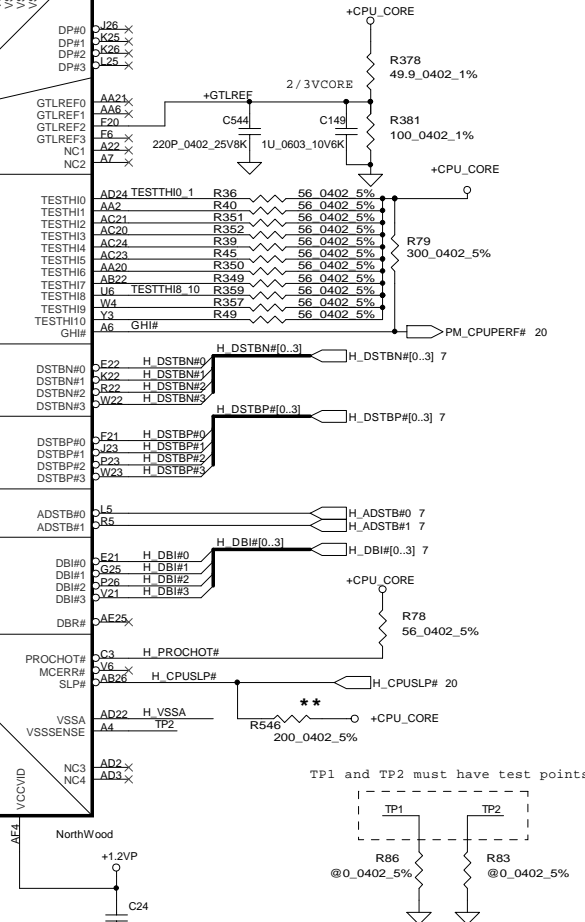 +CPU_CORE
DP#0 J26
DP#1 K25
DP#2 K26
DP#3 L25
R378
49.9_0402_1%
2/3VCORE
GTLREF0 AA21 +GTLREF
GTLREF1 AA6
GTLREF2 F20
GTLREF3 F6
NC1 A22
NC2 A7
C544
220P_0402_25V8K
C149
1U_0603_10V6K
R381
100_0402_1%
+CPU_CORE
TESTHI0 AD24 TESTTHI0_1 R36 56_0402_5%
TESTHI1 AA2 R40 56_0402_5%
TESTHI2 AC21 R351 56_0402_5%
TESTHI3 AC20 R352 56_0402_5%
TESTHI4 AC24 R39 56_0402_5%
TESTHI5 AC23 R45 56_0402_5%
TESTHI6 AA20 R350 56_0402_5%
TESTHI7 AB22 R349 56_0402_5%
TESTHI8 U6 TESTTHI8_10 R359 56_0402_5%
TESTHI9 W4 R357 56_0402_5%
TESTHI10 Y3 R49 56_0402_5%
R79
300_0402_5%
GHI# A6 GHI# PM_CPUPERF# 20
H_DSTBN#[0..3] H_DSTBN#[0..3] 7
DSTBN#0 E22 H_DSTBN#0
DSTBN#1 K22 H_DSTBN#1
DSTBN#2 R22 H_DSTBN#2
DSTBN#3 W22 H_DSTBN#3
H_DSTBP#[0..3] H_DSTBP#[0..3] 7
DSTBP#0 F21 H_DSTBP#0
DSTBP#1 J23 H_DSTBP#1
DSTBP#2 P23 H_DSTBP#2
DSTBP#3 W23 H_DSTBP#3
ADSTB#0 L5 H_ADSTB#0 7
ADSTB#1 R5 H_ADSTB#1 7
H_DBI#[0..3] H_DBI#[0..3] 7
DBI#0 E21 H_DBI#0
DBI#1 G25 H_DBI#1
DBI#2 P26 H_DBI#2
DBI#3 V21 H_DBI#3
+CPU_CORE
DBR# AE25
R78
56_0402_5%
PROCHOT# C3 H_PROCHOT#
MCERR# V6
SLP# AB26 H_CPUSLP# H_CPUSLP# 20
**
R546 +CPU_CORE
200_0402_5%
VSSA AD22 H_VSSA
VSSSENSE A4 TP2
NC3 AD2
NC4 AD3
TP1 and TP2 must have test points
VCCVID
AF4
NorthWood
TP1 TP2
+1.2VP
R86
@0_0402_5%
R83
@0_0402_5%
C24